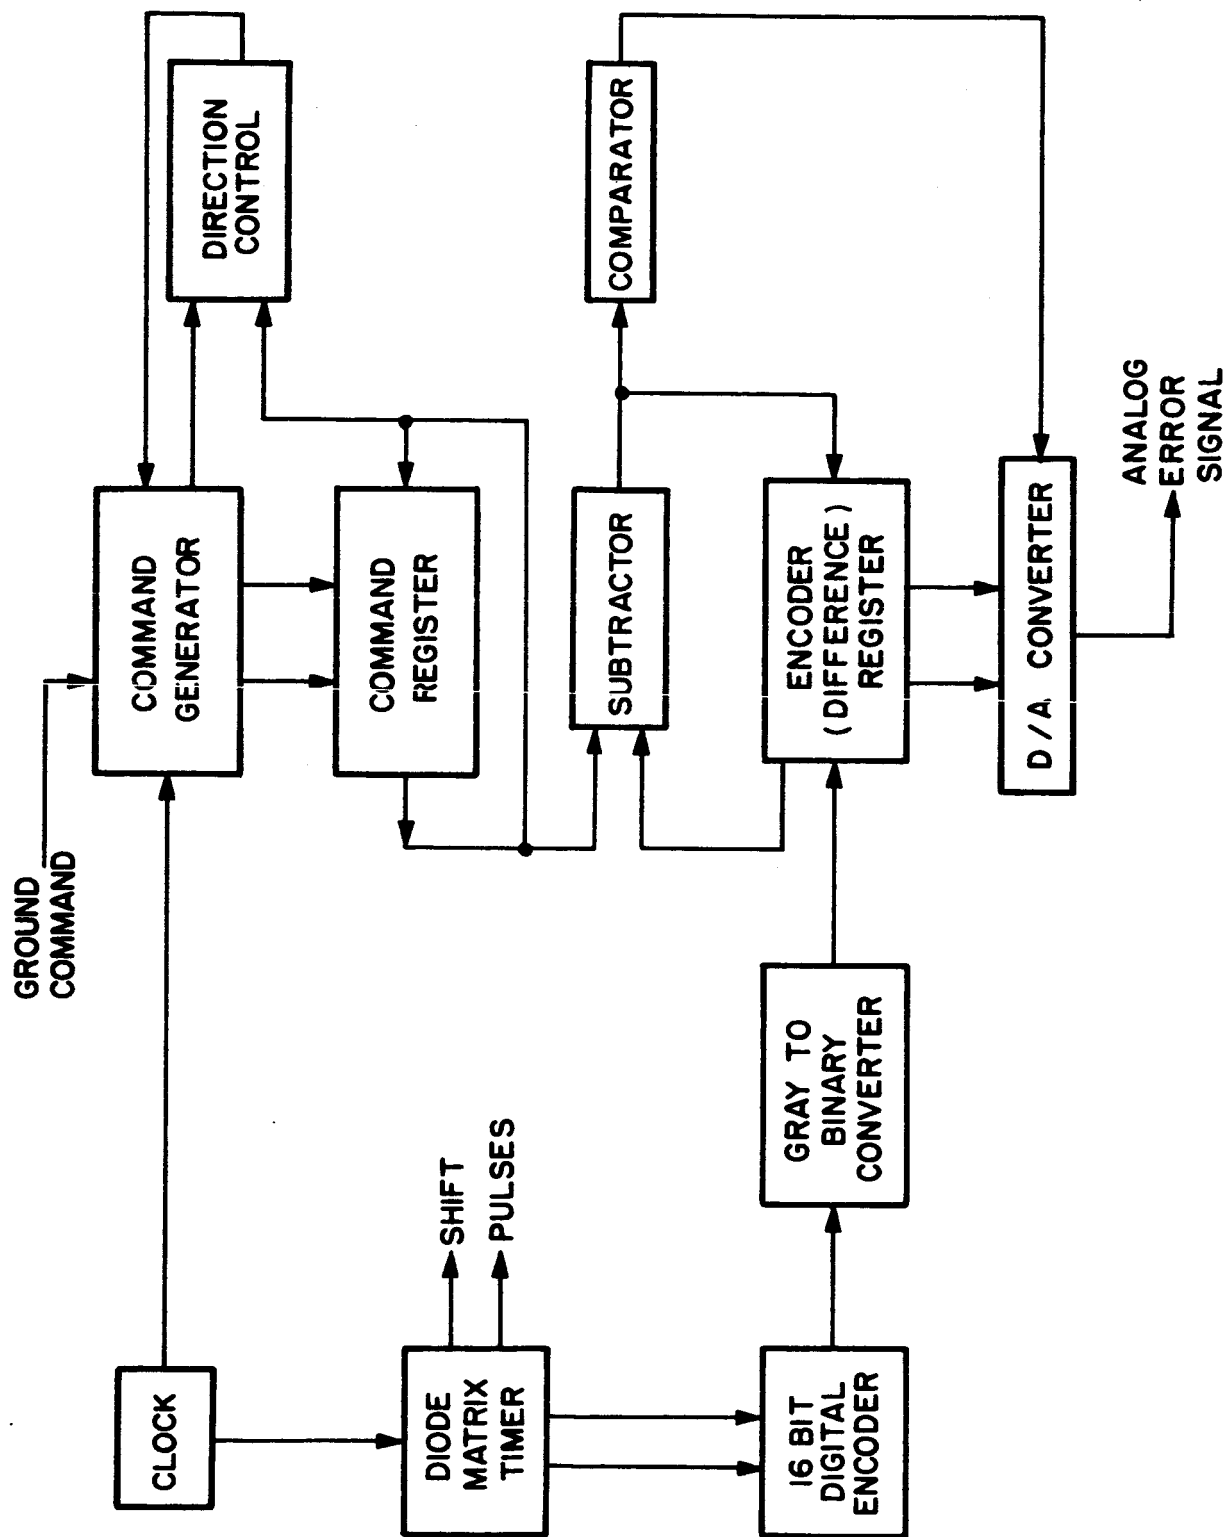 GROUND
COMMAND
CLOCK
COMMAND
GENERATOR
DIRECTION
CONTROL
DIODE
MATRIX
TIMER
SHIFT
PULSES
COMMAND
REGISTER
SUBTRACTOR
COMPARATOR
16 BIT
DIGITAL
ENCODER
GRAY TO
BINARY
CONVERTER
ENCODER
(DIFFERENCE)
REGISTER
D/A CONVERTER
ANALOG
ERROR
SIGNAL